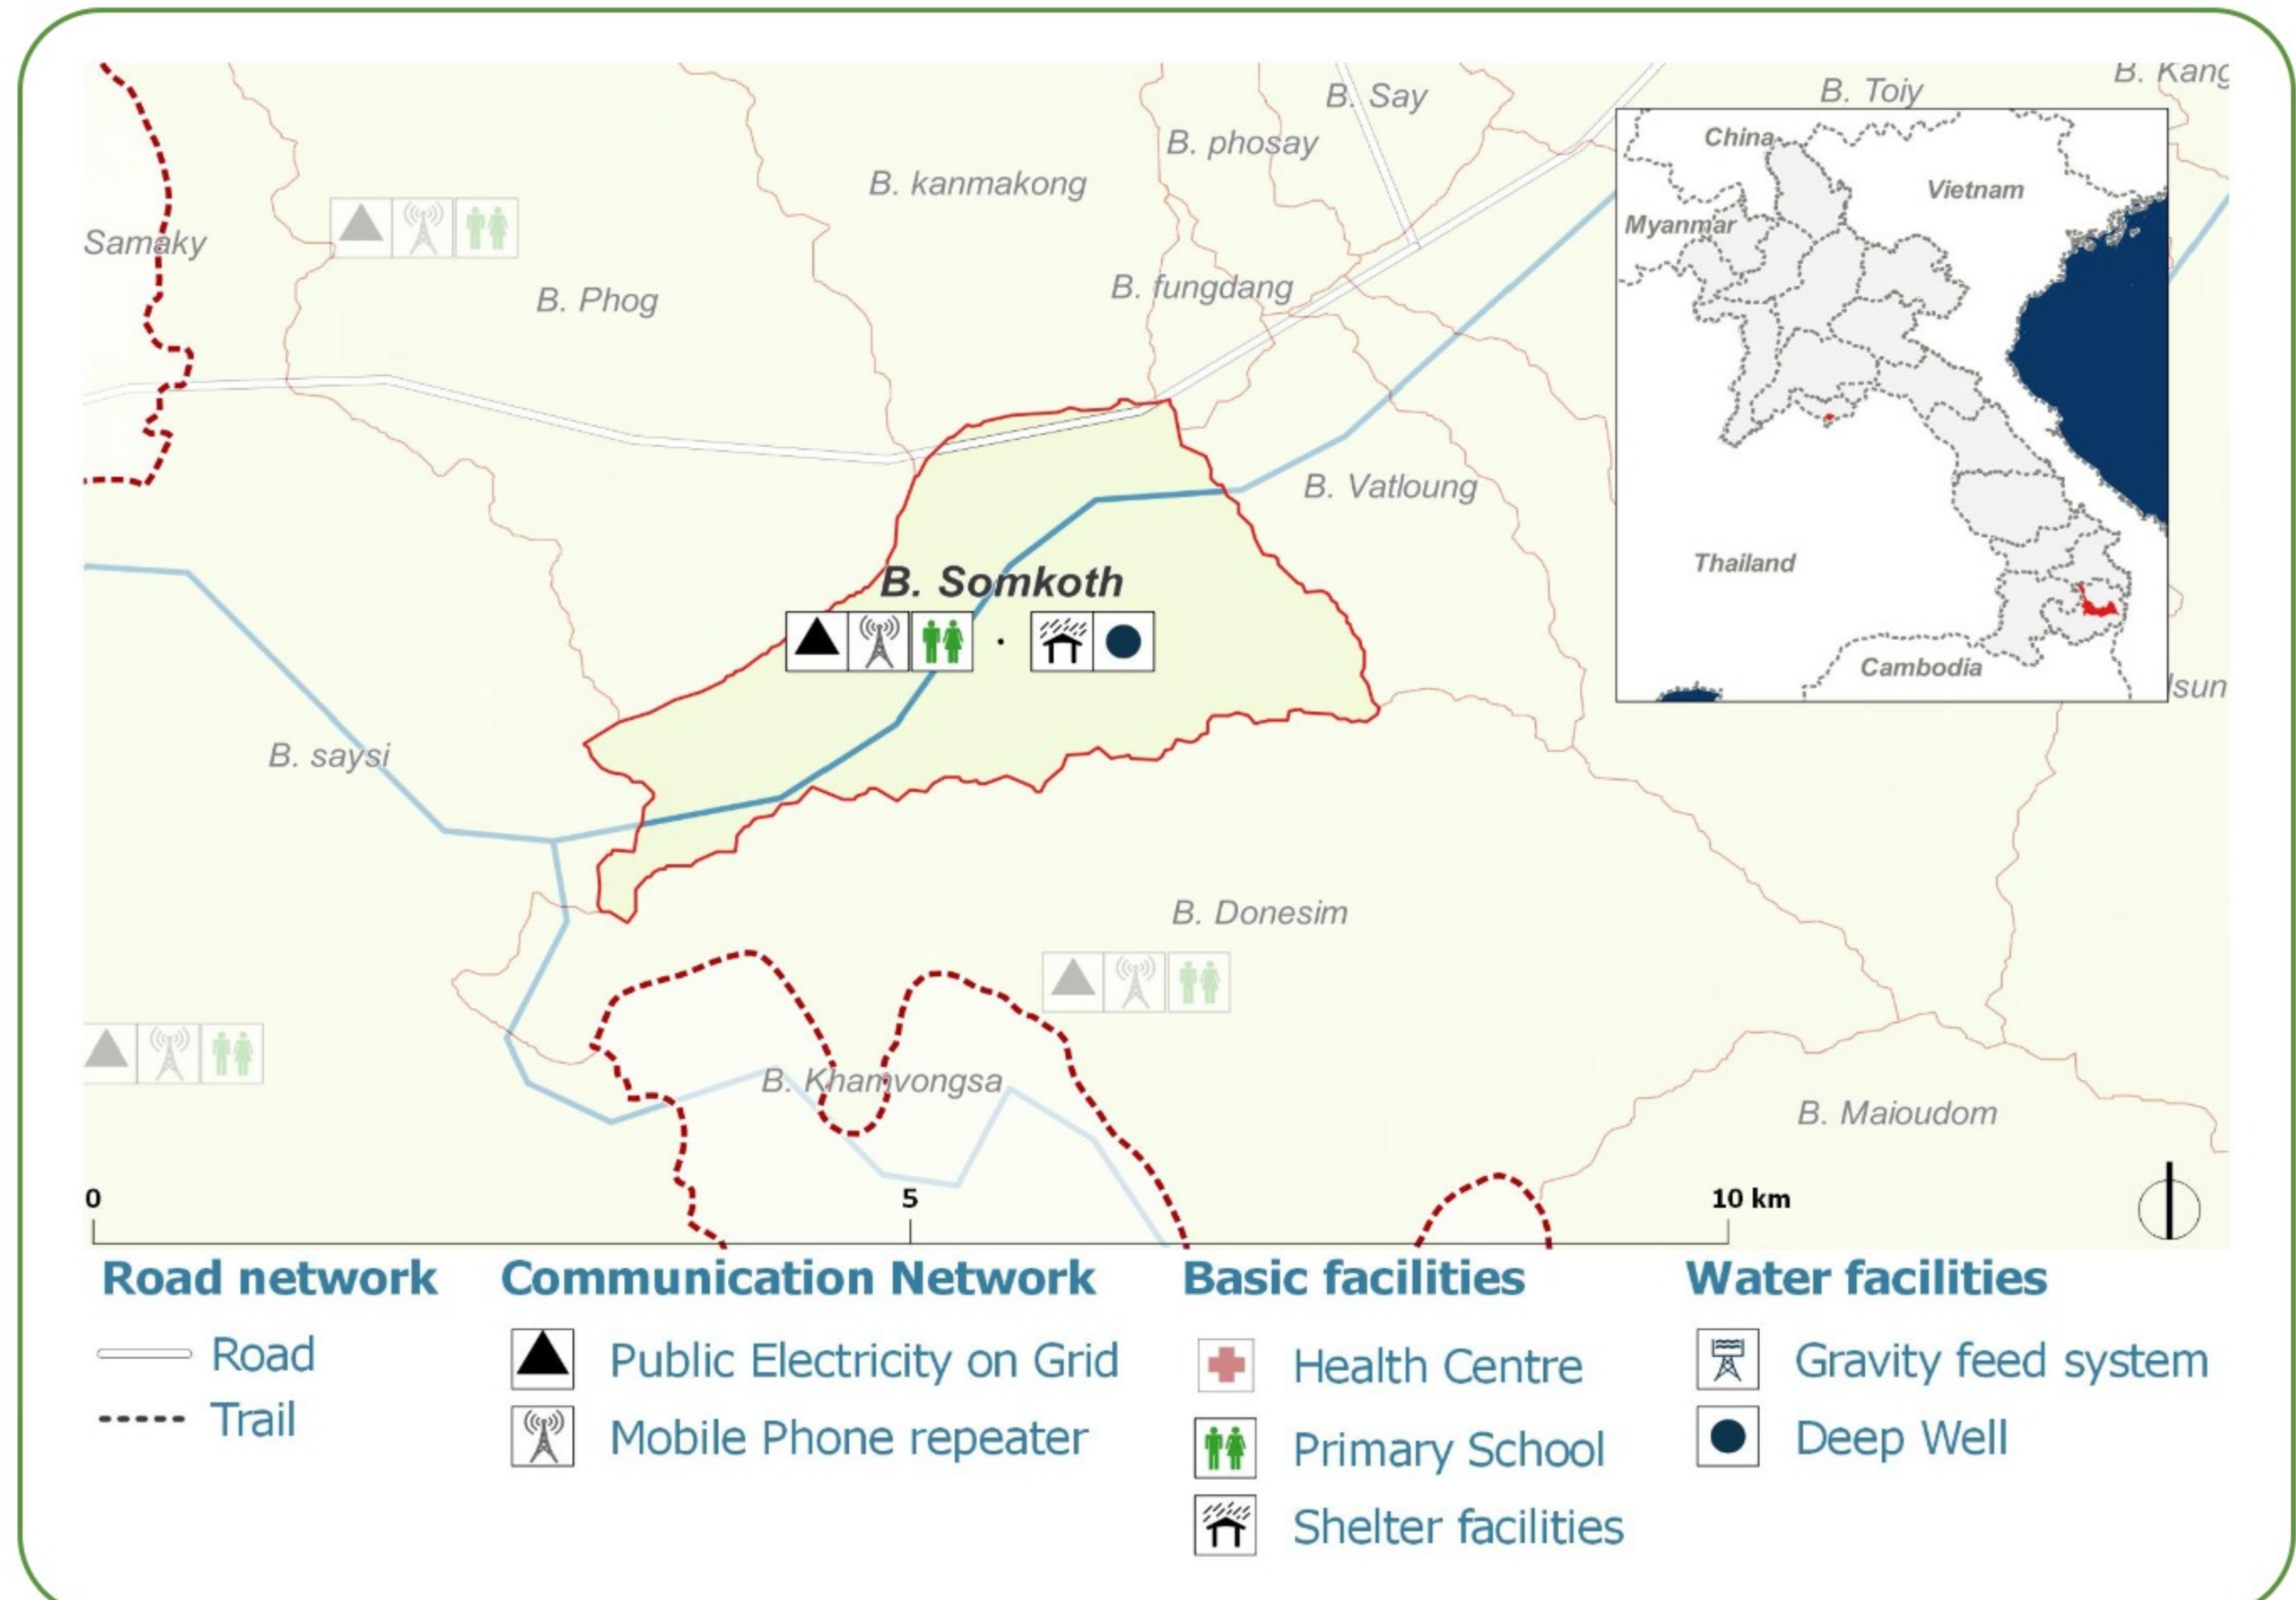 B. Kang
B. Toiy
B. Say
B. phosay
B. kanmakong
Samaky
B. Phog
B. fungdang
B. Vatloung
B. Somkoth
B. saysi
B. Donesim
B. Khamvongsa
B. Maioudom
China
Vietnam
Myanmar
Thailand
Cambodia
0 5 10 km
Road network
Road
Trail
Communication Network
Public Electricity on Grid
Mobile Phone repeater
Basic facilities
Health Centre
Primary School
Shelter facilities
Water facilities
Gravity feed system
Deep Well